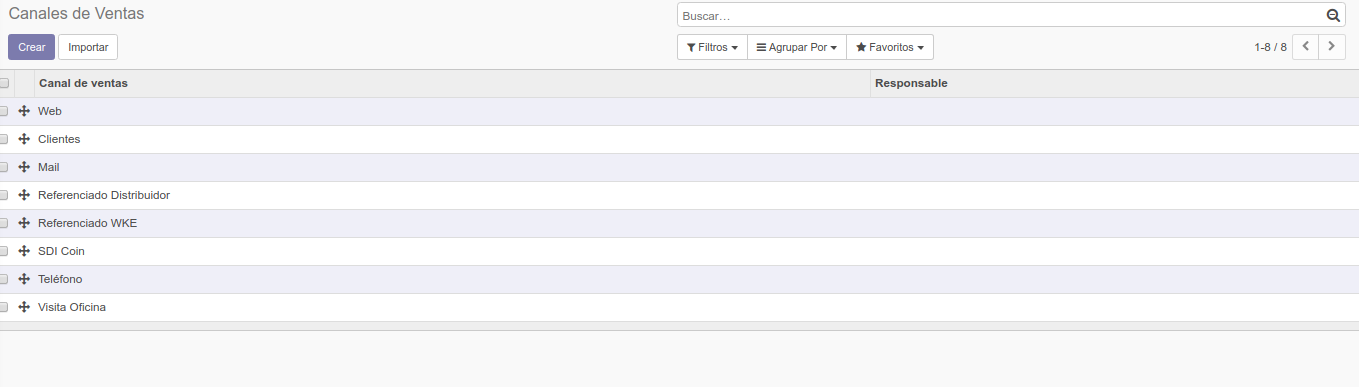 Canales de Ventas
Buscar...
Crear Importar
Filtros Agrupar Por Favoritos 1-8 / 8
Canal de ventas Responsable
Web
Clientes
Mail
Referenciado Distribuidor
Referenciado WKE
SDI Coin
Teléfono
Visita Oficina